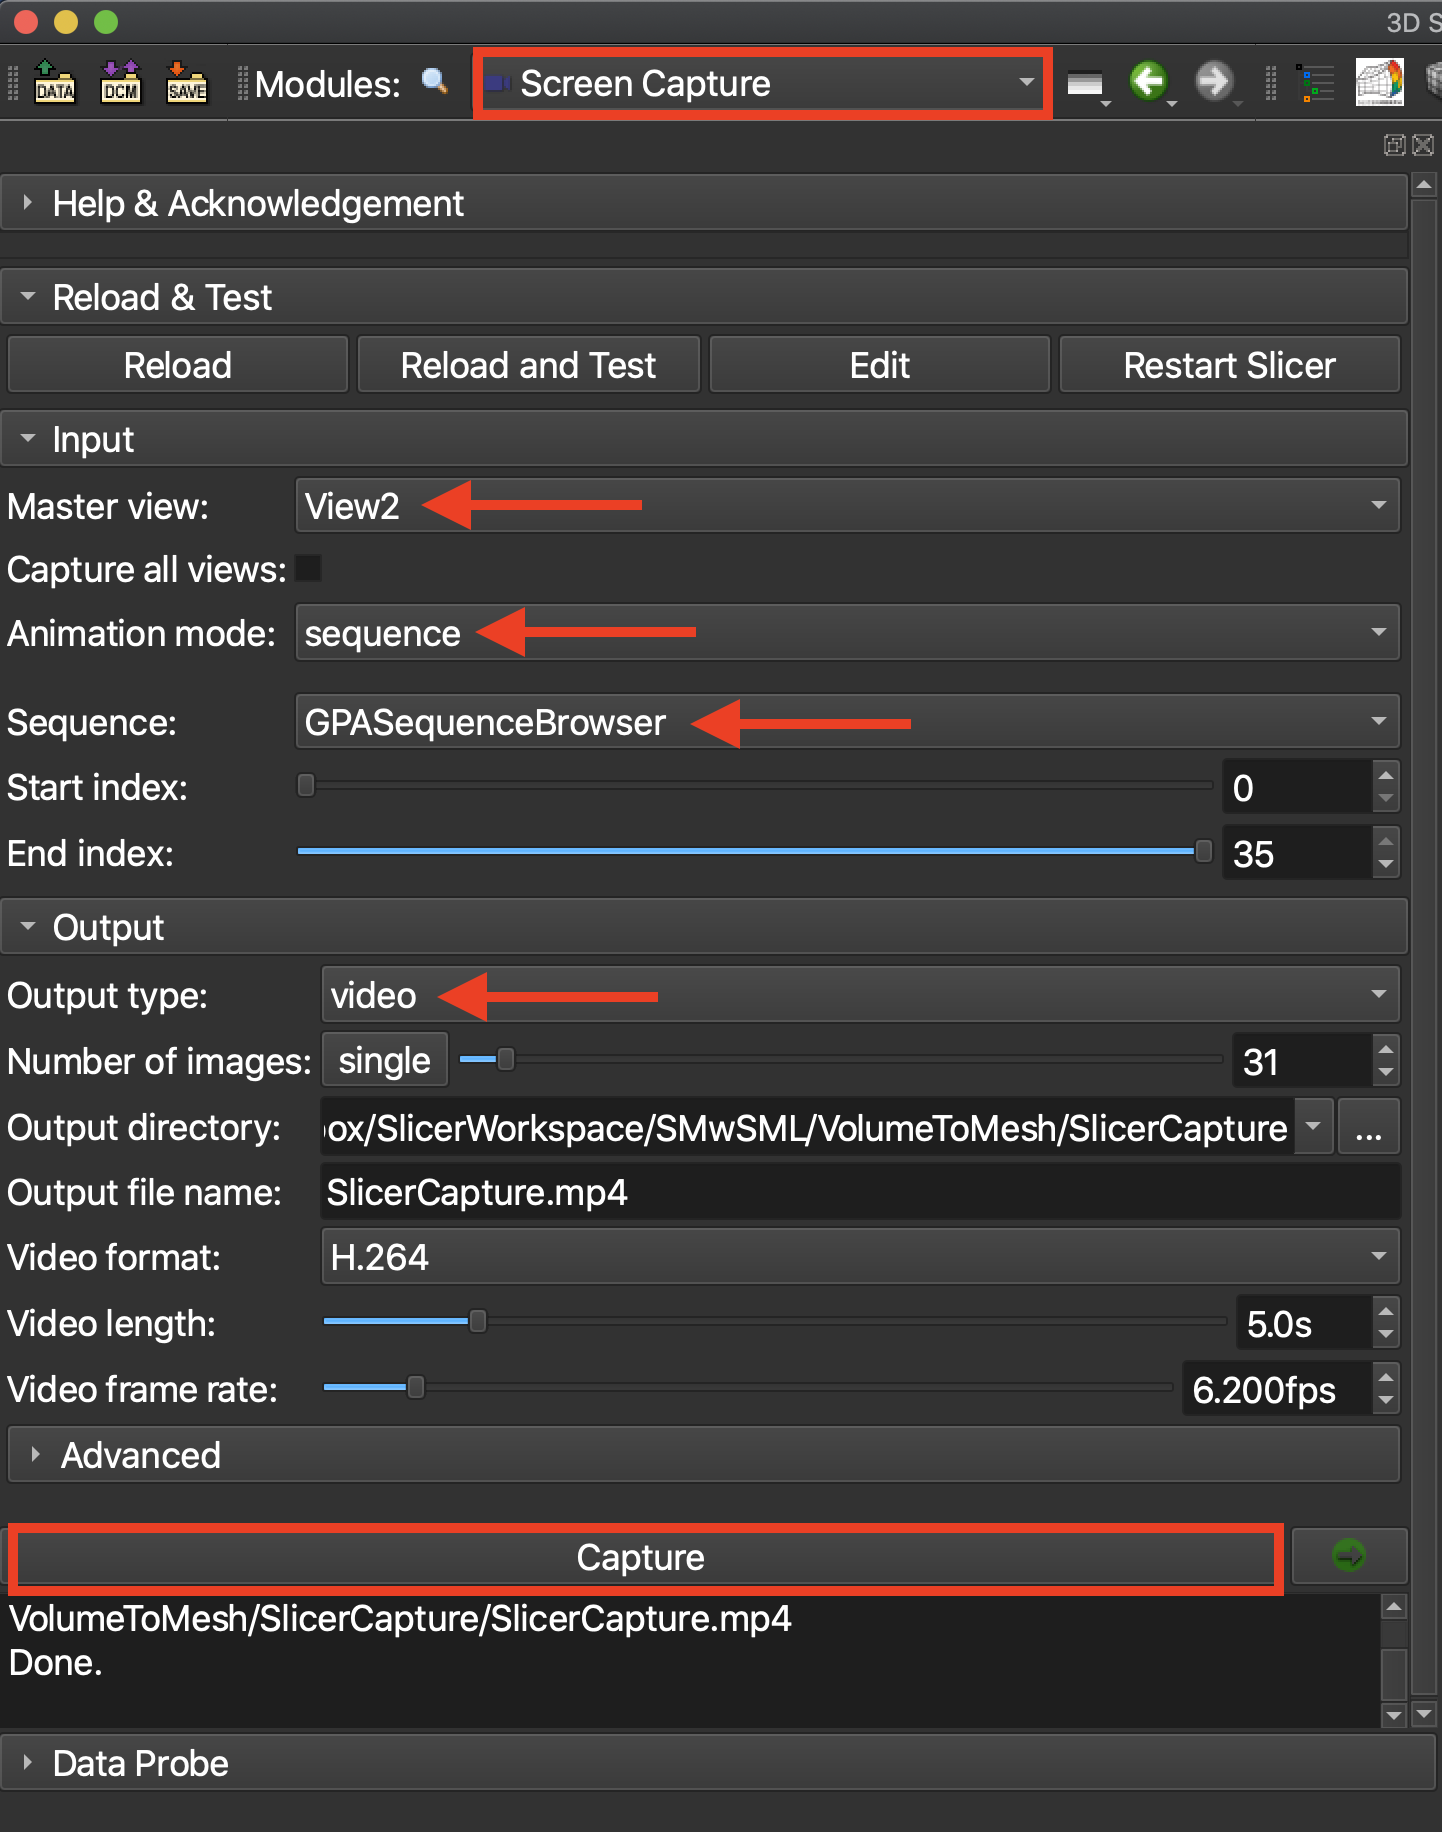 3D S
DATA DCM SAVE Modules: Screen Capture
Help & Acknowledgement
Reload & Test
Reload Reload and Test Edit Restart Slicer
Input
Master view: View2
Capture all views:
Animation mode: sequence
Sequence: GPASequenceBrowser
Start index: 0
End index: 35
Output
Output type: video
Number of images: single 31
Output directory: ox/SlicerWorkspace/SMwSML/VolumeToMesh/SlicerCapture ...
Output file name: SlicerCapture.mp4
Video format: H.264
Video length: 5.0s
Video frame rate: 6.200fps
Advanced
Capture
VolumeToMesh/SlicerCapture/SlicerCapture.mp4
Done.
Data Probe